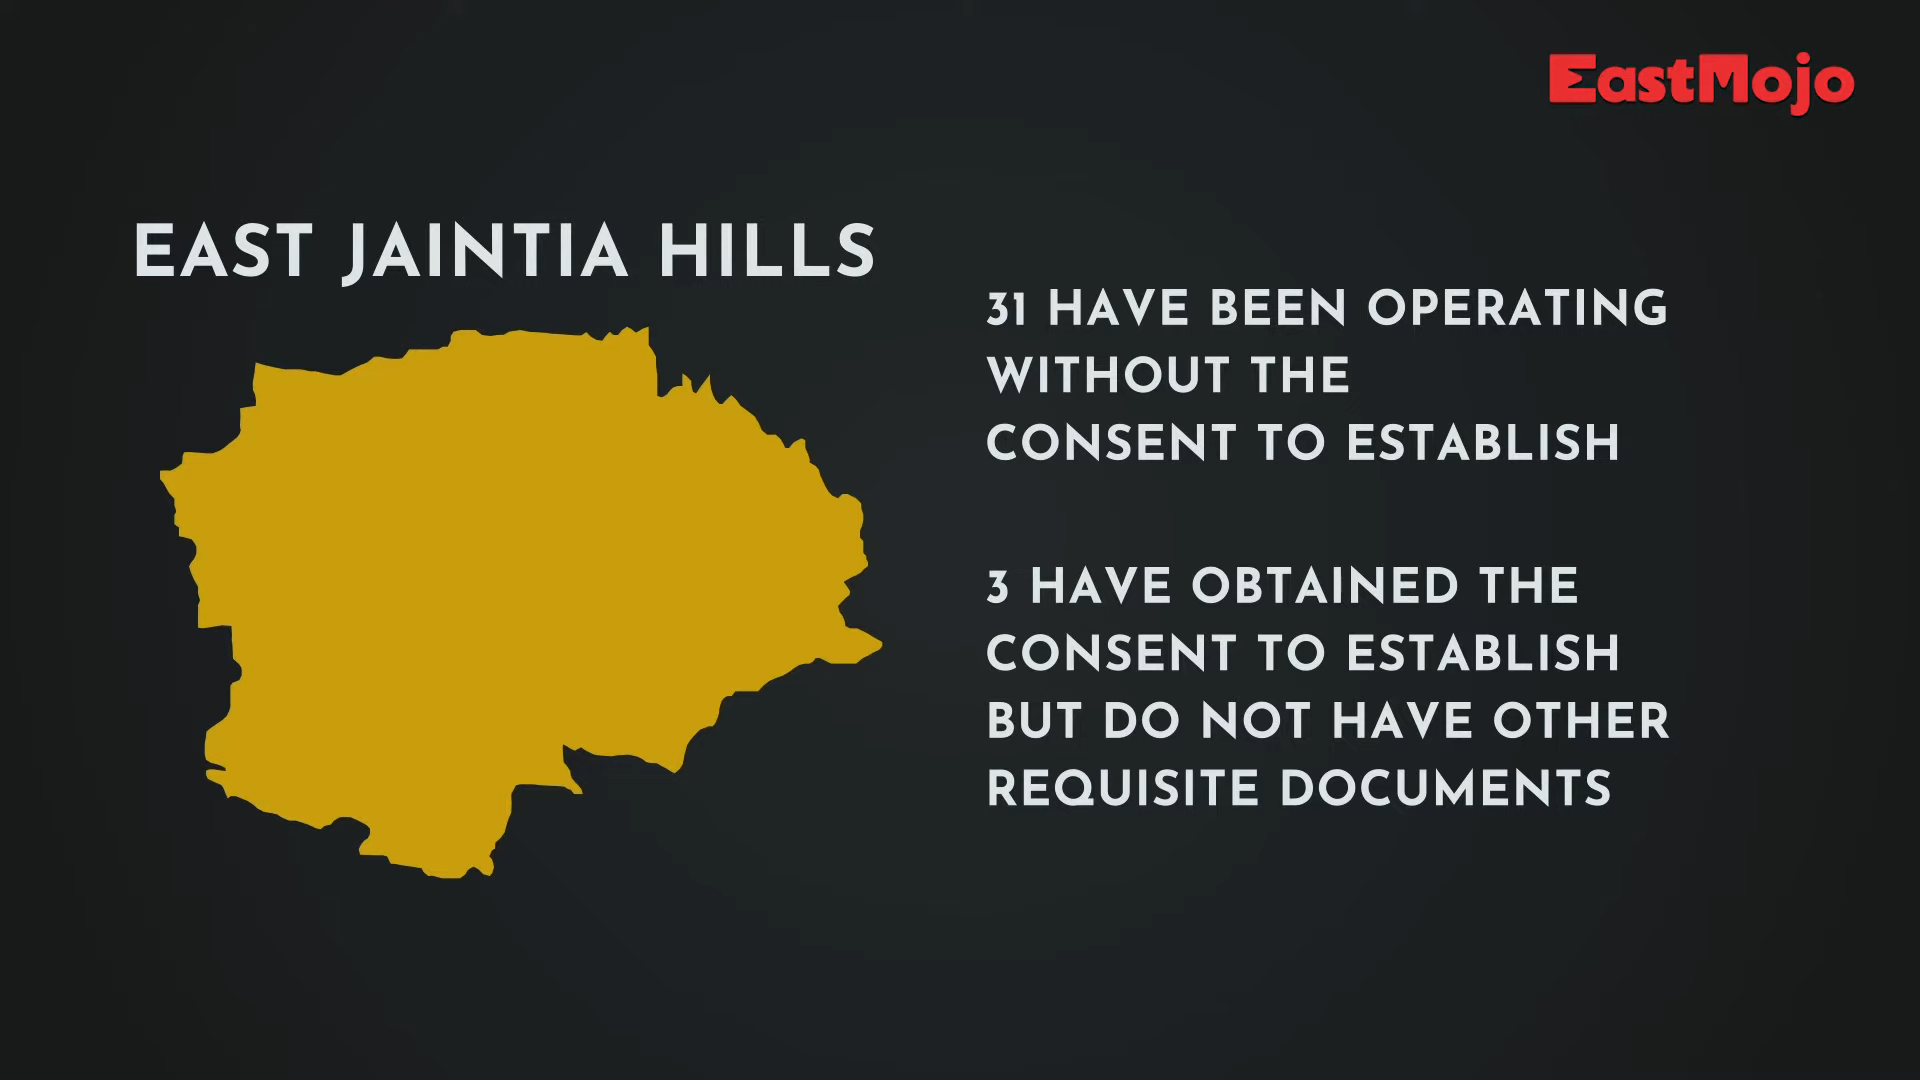 EastMojo
EAST JAINTIA HILLS
31 HAVE BEEN OPERATING
WITHOUT THE
CONSENT TO ESTABLISH
3 HAVE OBTAINED THE
CONSENT TO ESTABLISH
BUT DO NOT HAVE OTHER
REQUISITE DOCUMENTS